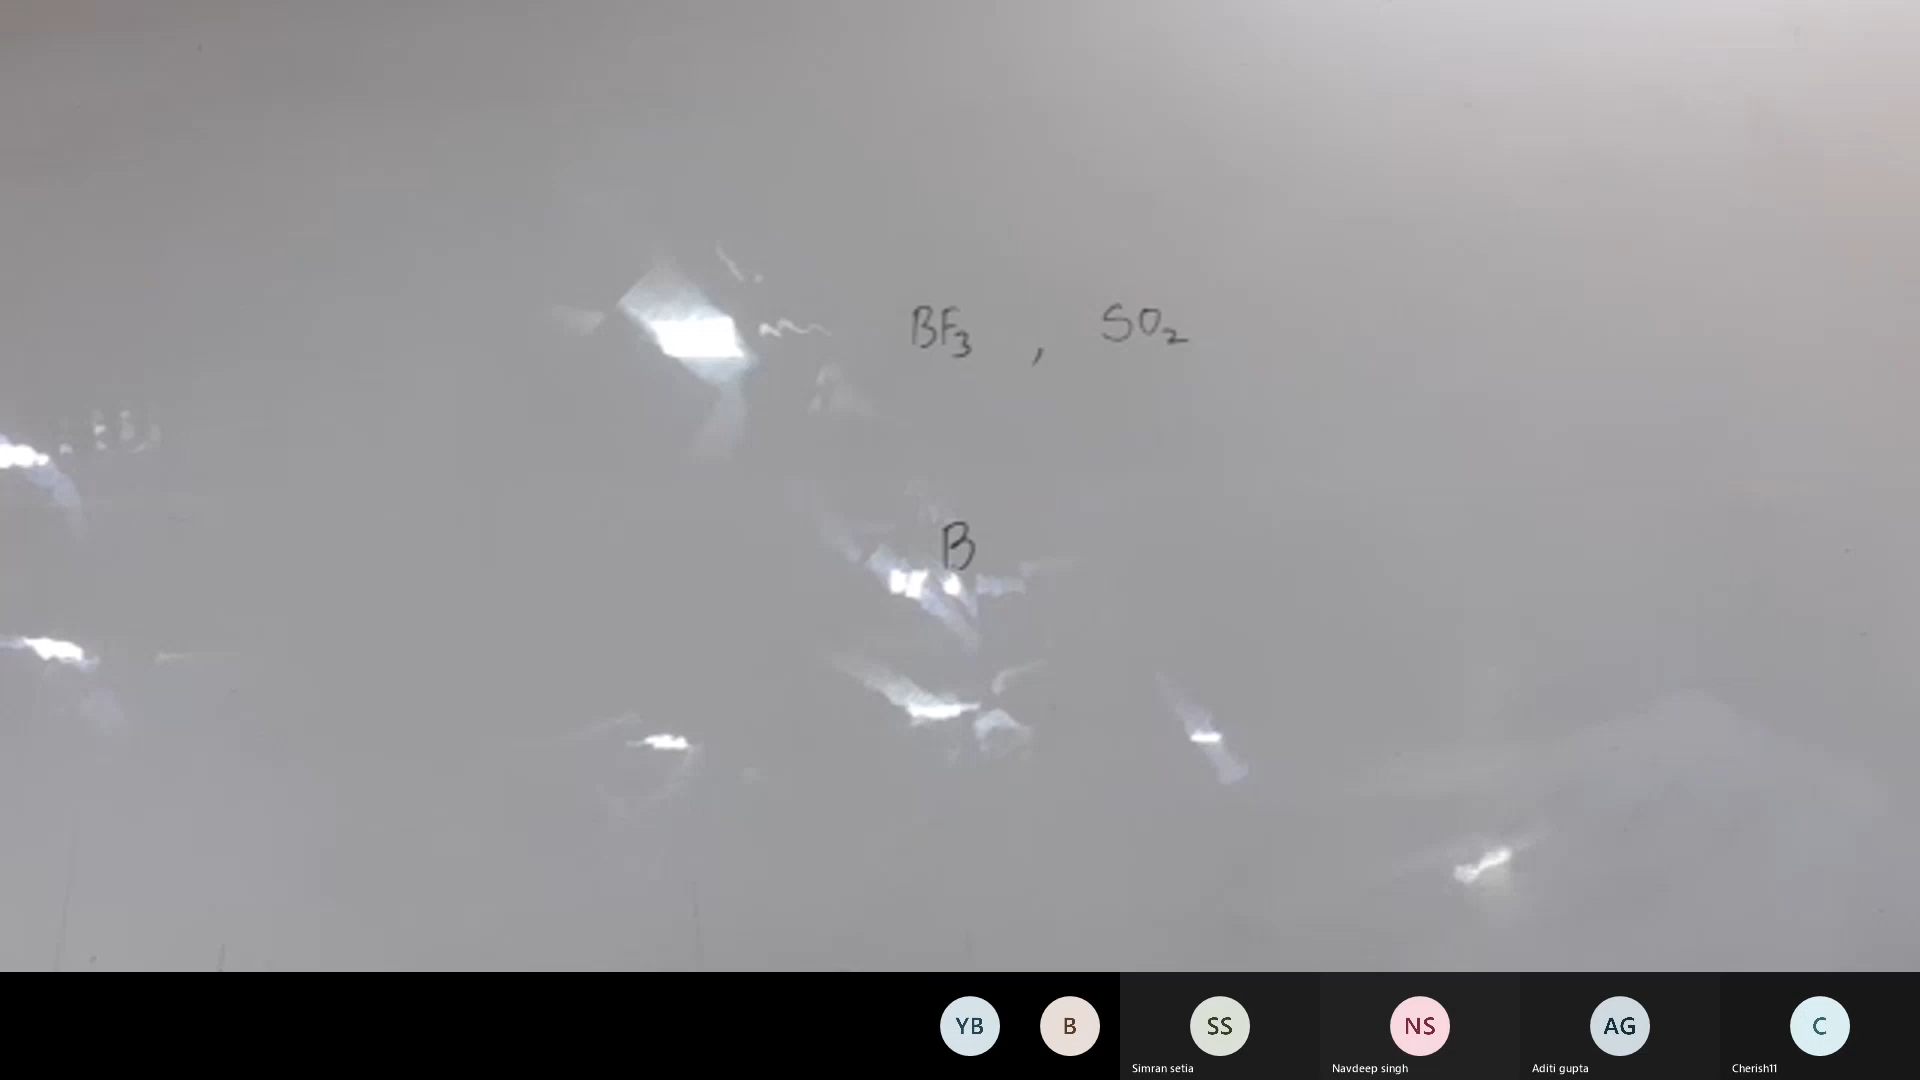 BF₃ , SO₂
B
YB B SS NS AG C
Simran setia Navdeep singh Aditi gupta Cherish11